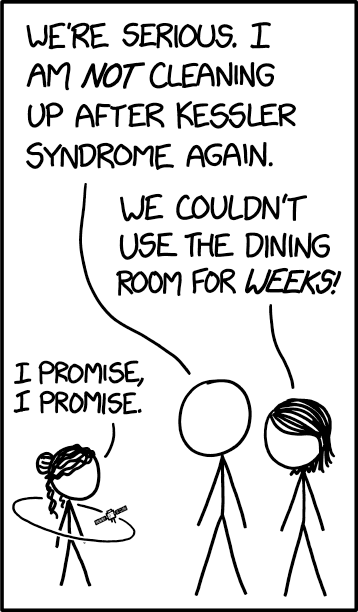 WE'RE SERIOUS. I
AM NOT CLEANING
UP AFTER KESSLER
SYNDROME AGAIN.
WE COULDN'T
USE THE DINING
ROOM FOR WEEKS!
I PROMISE,
I PROMISE.